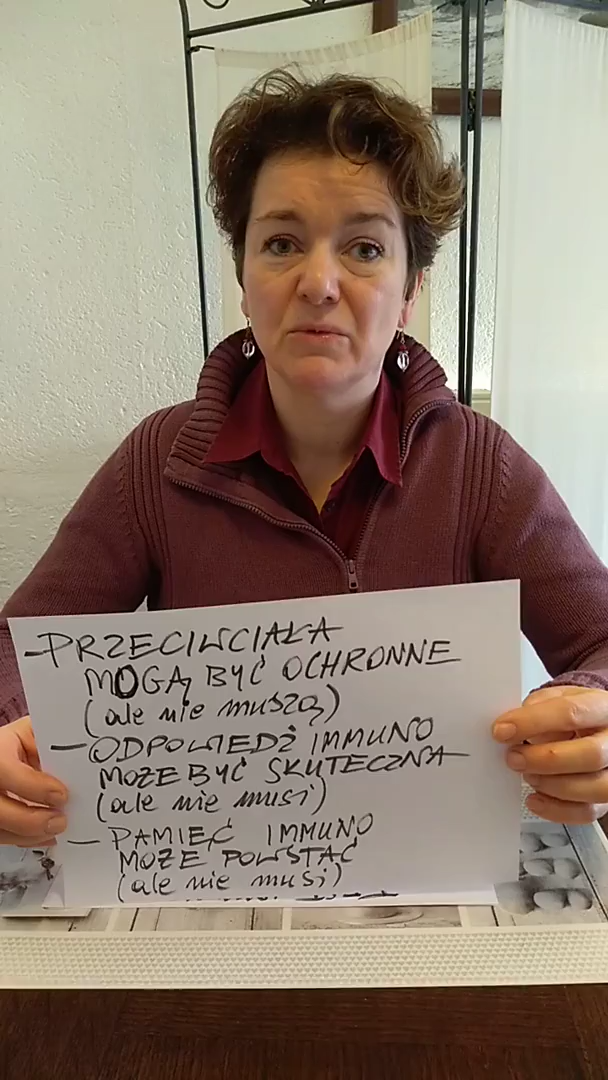 - PRZECIWCIAŁA
MOGĄ BYĆ OCHRONNE
(ale nie muszą)
- ODPOWIEDŹ IMMUNO
MOŻE BYĆ SKUTECZNA
(ale nie musi)
- PAMIĘĆ IMMUNO
MOŻE POWSTAĆ
(ale nie musi)